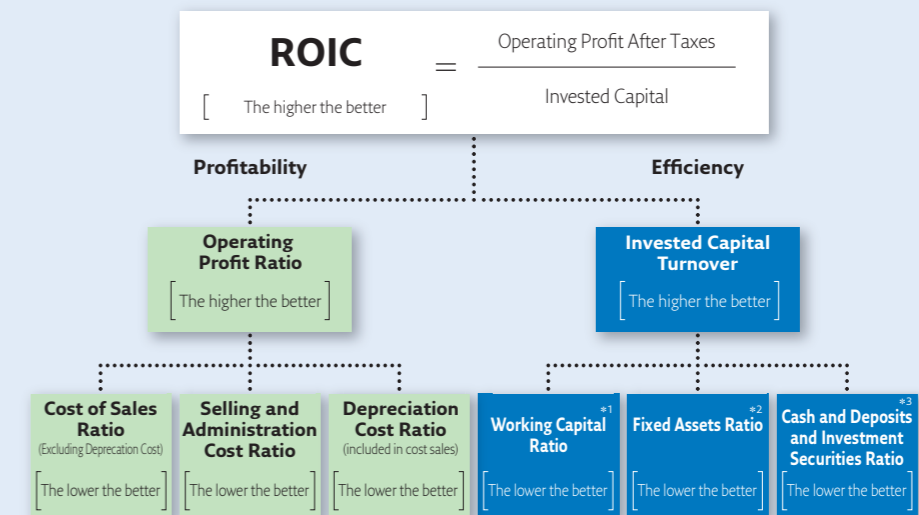 ROIC
[ The higher the better ]
=
Operating Profit After Taxes
Invested Capital
Profitability
Efficiency
Operating
Profit Ratio
[The higher the better]
Invested Capital
Turnover
[The higher the better]
Cost of Sales
Ratio
(Excluding Deprecation Cost)
[The lower the better]
Selling and
Administration
Cost Ratio
[The lower the better]
Depreciation
Cost Ratio
(included in cost sales)
[The lower the better]
*1
Working Capital
Ratio
[The lower the better]
*2
Fixed Assets Ratio
[The lower the better]
*3
Cash and Deposits
and Investment
Securities Ratio
[The lower the better]